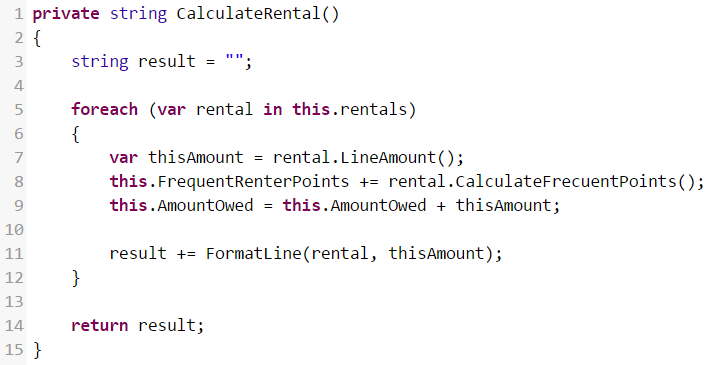 1 private string CalculateRental()
2 {
3     string result = "";
4
5     foreach (var rental in this.rentals)
6     {
7         var thisAmount = rental.LineAmount();
8         this.FrequentRenterPoints += rental.CalculateFrecuentPoints();
9         this.AmountOwed = this.AmountOwed + thisAmount;
10
11         result += FormatLine(rental, thisAmount);
12     }
13
14     return result;
15 }